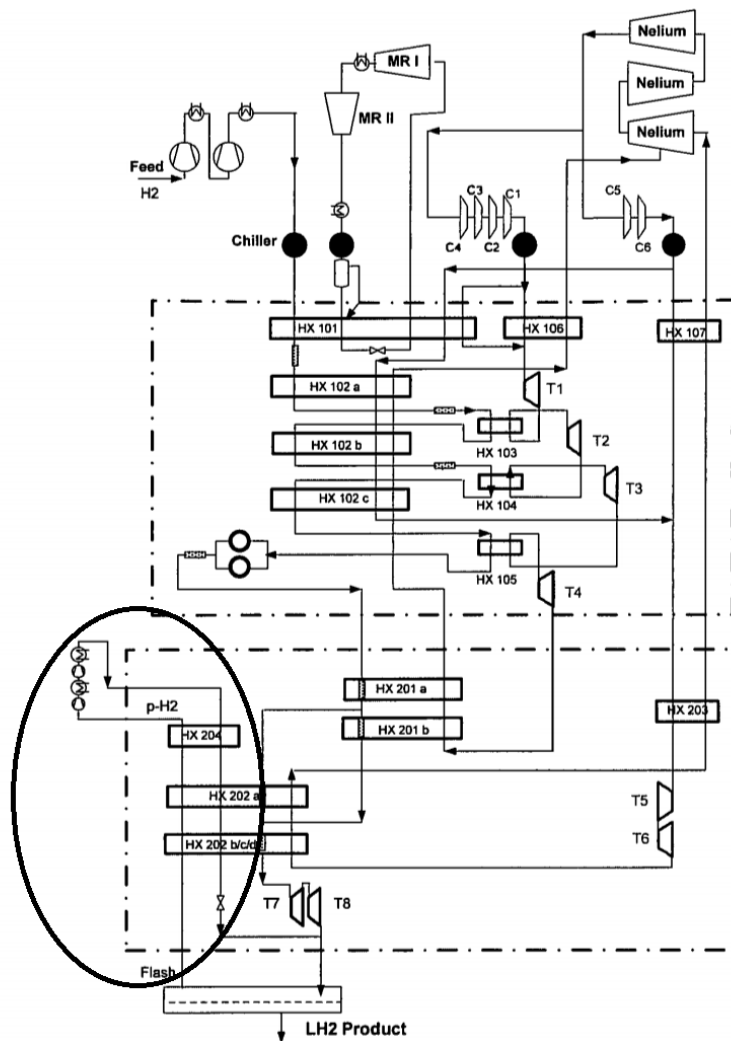 Nelium
MR I
Nelium
MR II
Nelium
Feed
H2
C3
C1
C4
C2
C5
C6
Chiller
HX 101
HX 106
HX 107
HX 102 a
T1
HX 102 b
HX 103
T2
HX 102 c
HX 104
T3
HX 105
T4
p-H2
HX 201 a
HX 204
HX 201 b
HX 203
HX 202 a
T5
HX 202 b/c/d
T6
T7
T8
Flash
LH2 Product